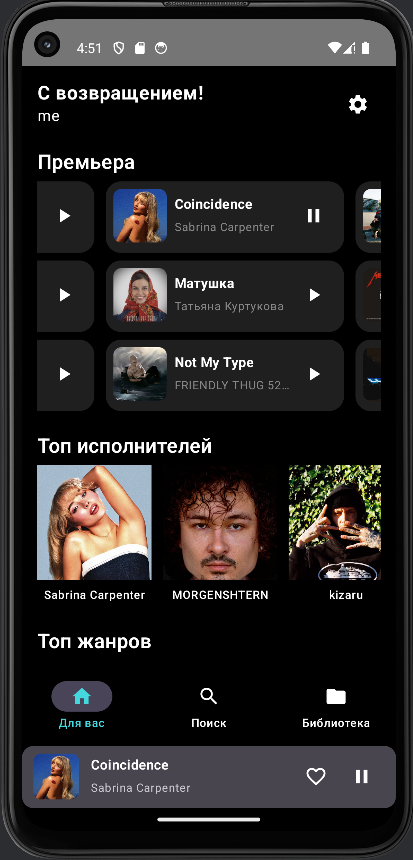 4:51
С возвращением!
me
Премьера
Coincidence
Sabrina Carpenter
Матушка
Татьяна Куртукова
Not My Type
FRIENDLY THUG 52...
Топ исполнителей
Sabrina Carpenter
MORGENSHTERN
kizaru
Топ жанров
Для вас
Поиск
Библиотека
Coincidence
Sabrina Carpenter